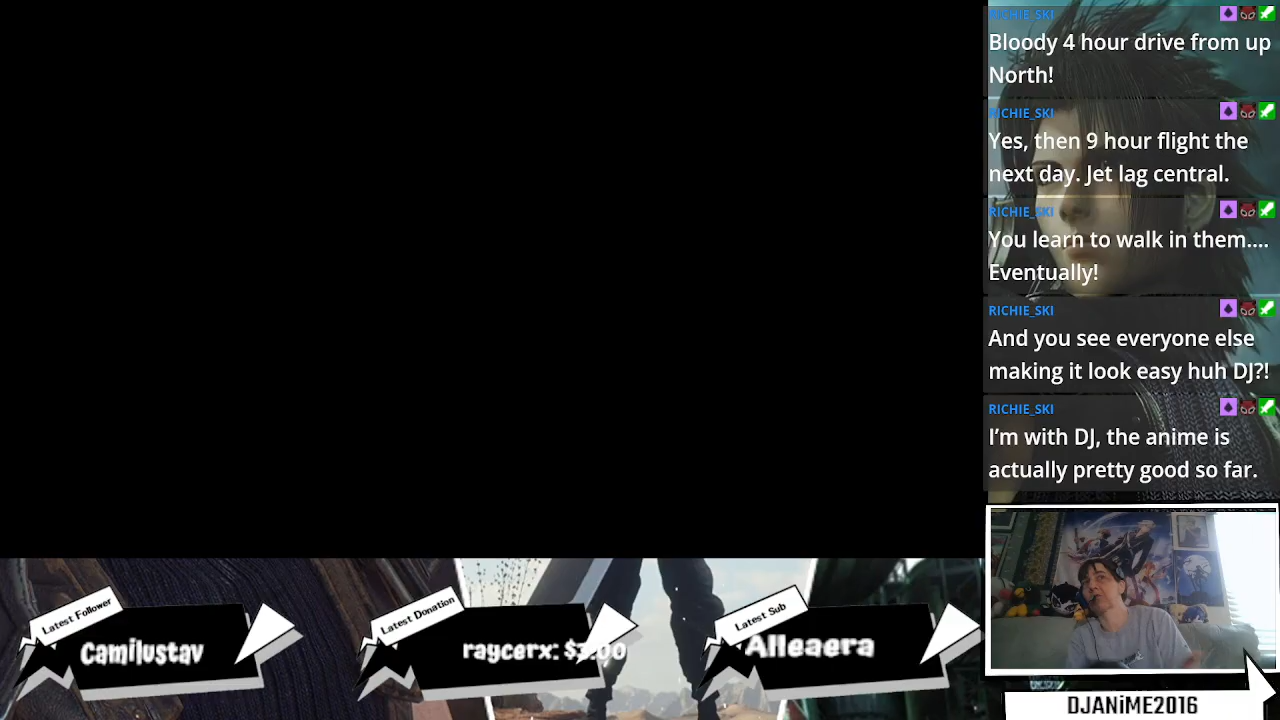 RICHIE_SKI
Bloody 4 hour drive from up
North!
RICHIE_SKI
Yes, then 9 hour flight the
next day. Jet lag central.
RICHIE_SKI
You learn to walk in them....
Eventually!
RICHIE_SKI
And you see everyone else
making it look easy huh DJ?!
RICHIE_SKI
I’m with DJ, the anime is
actually pretty good so far.
Latest Follower
Camilustav
Latest Donation
raycerx: $3.00
Latest Sub
Alleaera
DJANiME2016